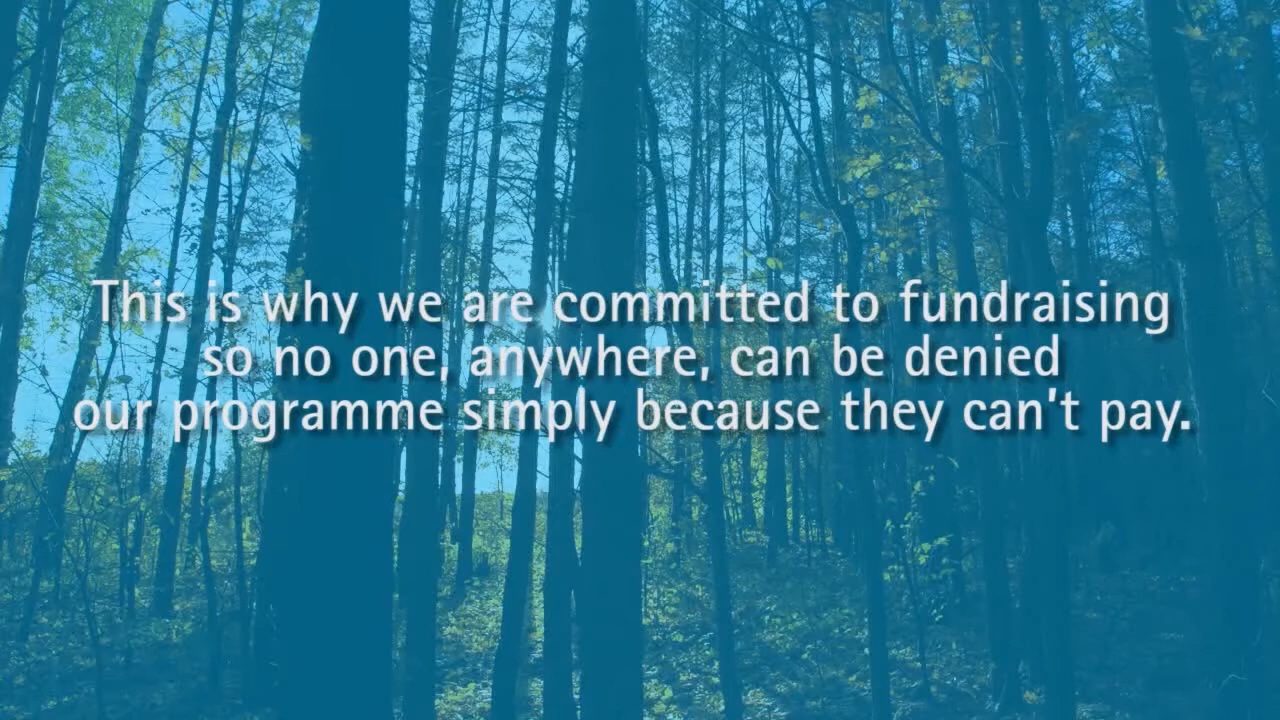 This is why we are committed to fundraising
so no one, anywhere, can be denied
our programme simply because they can't pay.